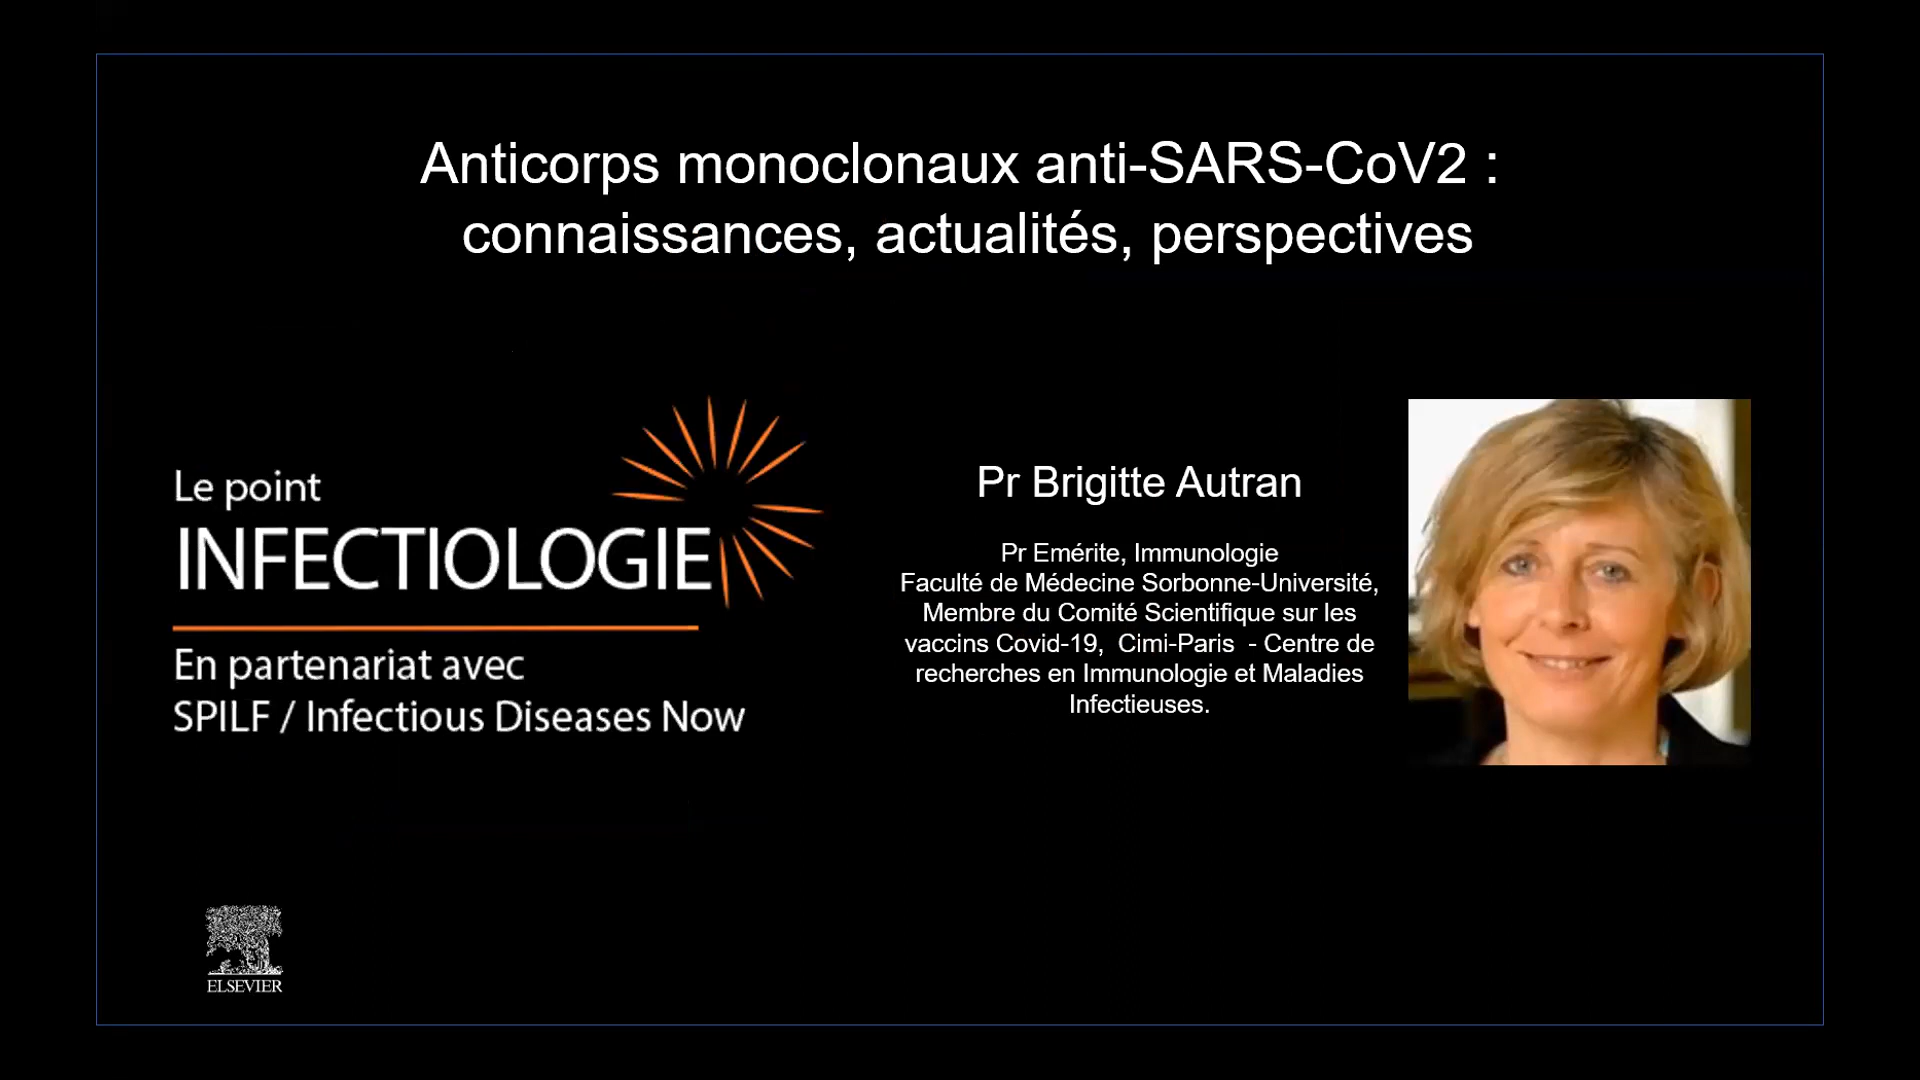 Anticorps monoclonaux anti-SARS-CoV2 :
connaissances, actualités, perspectives
Le point
INFECTIOLOGIE
En partenariat avec
SPILF / Infectious Diseases Now
Pr Brigitte Autran
Pr Emérite, Immunologie
Faculté de Médecine Sorbonne-Université,
Membre du Comité Scientifique sur les
vaccins Covid-19, Cimi-Paris - Centre de
recherches en Immunologie et Maladies
Infectieuses.
ELSEVIER